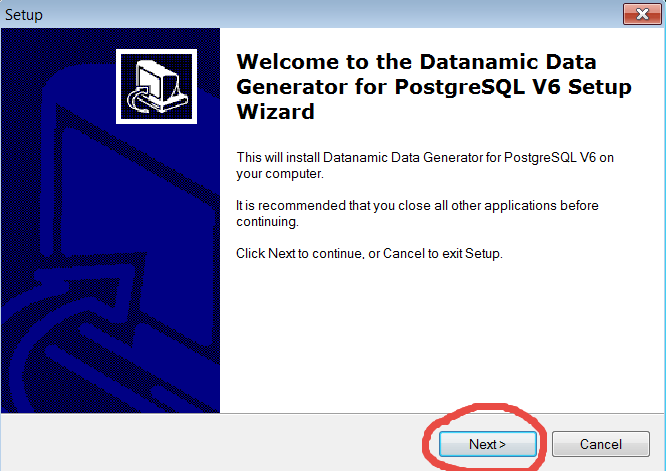 Setup
Welcome to the Datanamic Data
Generator for PostgreSQL V6 Setup
Wizard
This will install Datanamic Data Generator for PostgreSQL V6 on
your computer.
It is recommended that you close all other applications before
continuing.
Click Next to continue, or Cancel to exit Setup.
Next >
Cancel